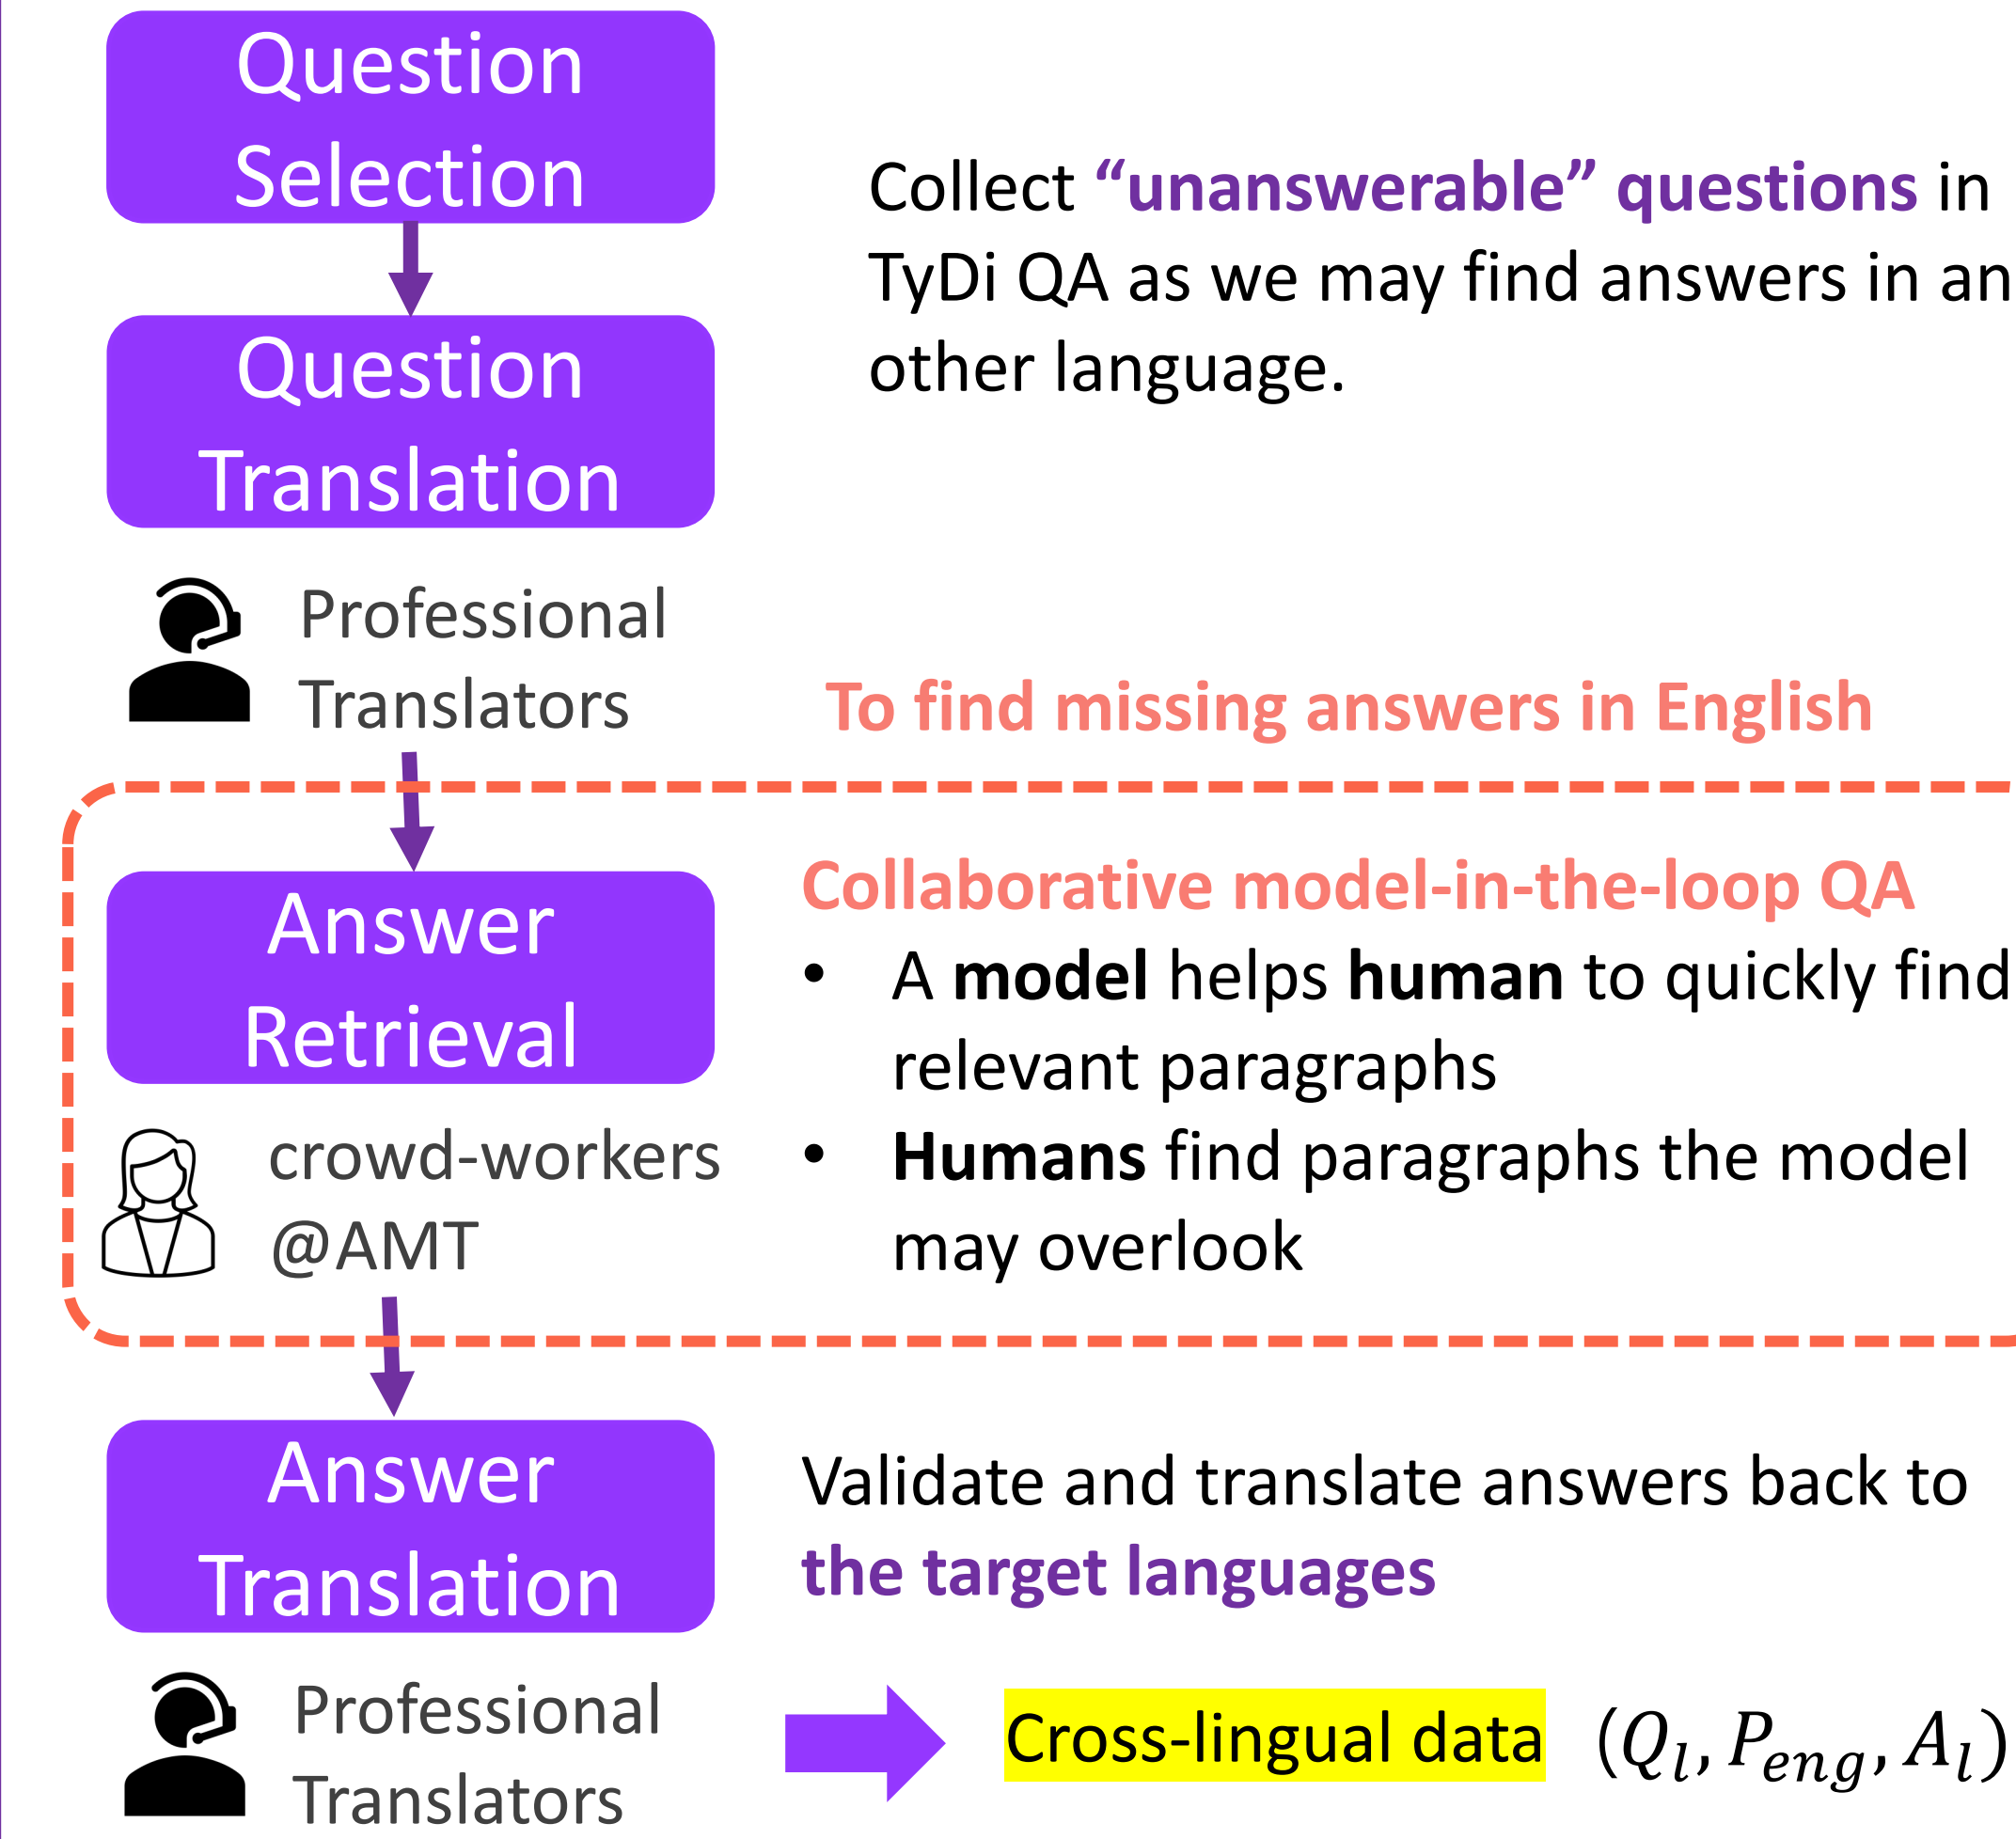 Question
Selection
Collect “unanswerable” questions in
TyDi QA as we may find answers in an
other language.
Question
Translation
Professional
Translators
To find missing answers in English
Answer
Retrieval
crowd-workers
@AMT
Collaborative model-in-the-loop QA
• A model helps human to quickly find
relevant paragraphs
• Humans find paragraphs the model
may overlook
Answer
Translation
Validate and translate answers back to
the target languages
Professional
Translators
Cross-lingual data (Q_l, P_eng, A_l)